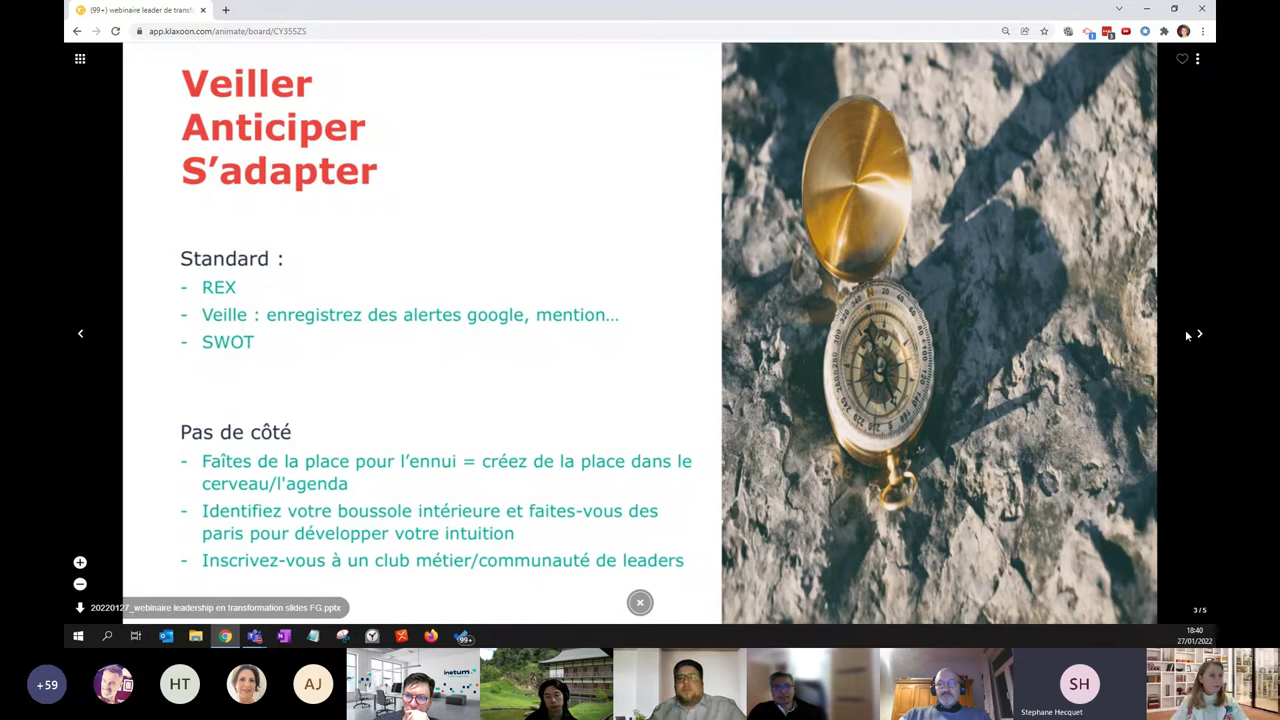 (99+) webinaire leader de transf
app.klaxoon.com/animate/board/CY355ZS
Veiller
Anticiper
S’adapter
Standard :
- REX
- Veille : enregistrez des alertes google, mention…
- SWOT
Pas de côté
- Faîtes de la place pour l’ennui = créez de la place dans le
cerveau/l'agenda
- Identifiez votre boussole intérieure et faites-vous des
paris pour développer votre intuition
- Inscrivez-vous à un club métier/communauté de leaders
20220127_webinaire leadership en transformation slides FG.pptx
3 / 5
99+
18:40
27/01/2022
+59
HT
AJ
inetum.
SH
Stephane Hecquet